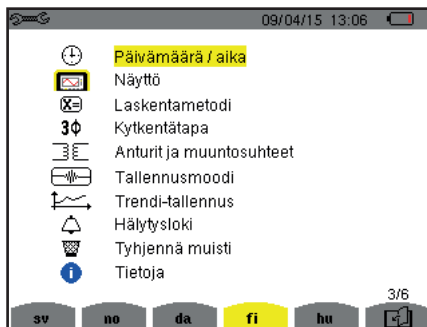 09/04/15 13:06
Päivämäärä / aika
Näyttö
X= Laskentametodi
3Φ Kytkentätapa
Anturit ja muuntosuhteet
Tallennusmoodi
Trendi-tallennus
Hälytysloki
Tyhjennä muisti
i Tietoja
3/6
sv no da fi hu